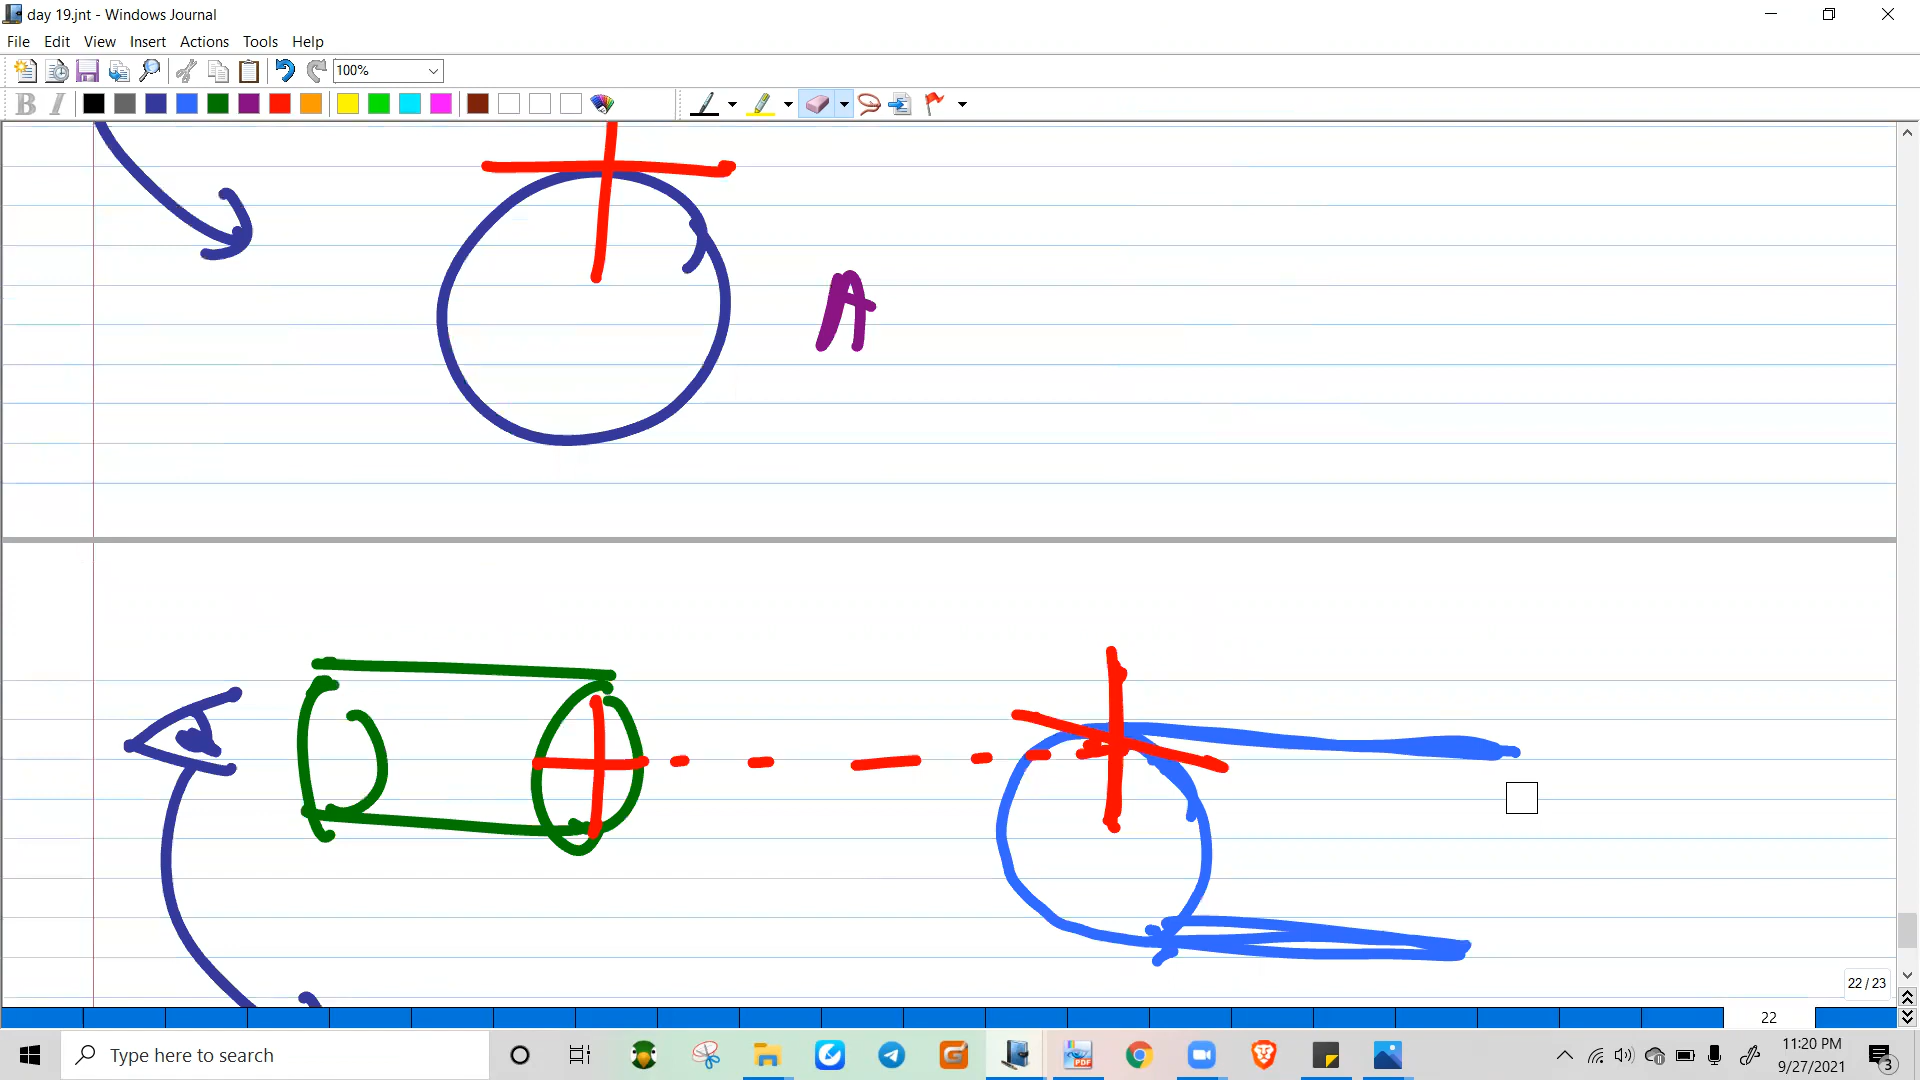 day 19.jnt - Windows Journal
File Edit View Insert Actions Tools Help
100%
B I
A
22 / 23
22
Type here to search
11:20 PM
9/27/2021
3